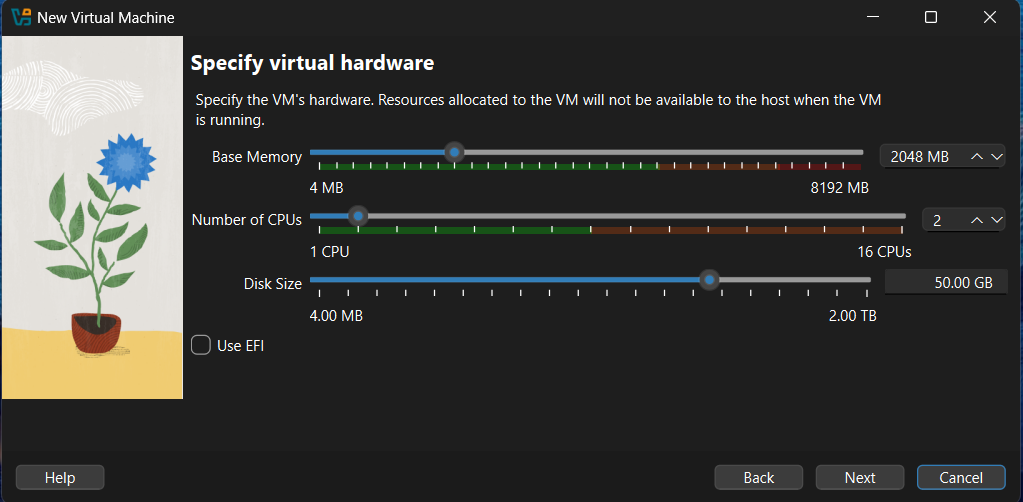 New Virtual Machine
Specify virtual hardware
Specify the VM's hardware. Resources allocated to the VM will not be available to the host when the VM
is running.
Base Memory
2048 MB
4 MB
8192 MB
Number of CPUs
2
1 CPU
16 CPUs
Disk Size
50.00 GB
4.00 MB
2.00 TB
Use EFI
Help
Back
Next
Cancel